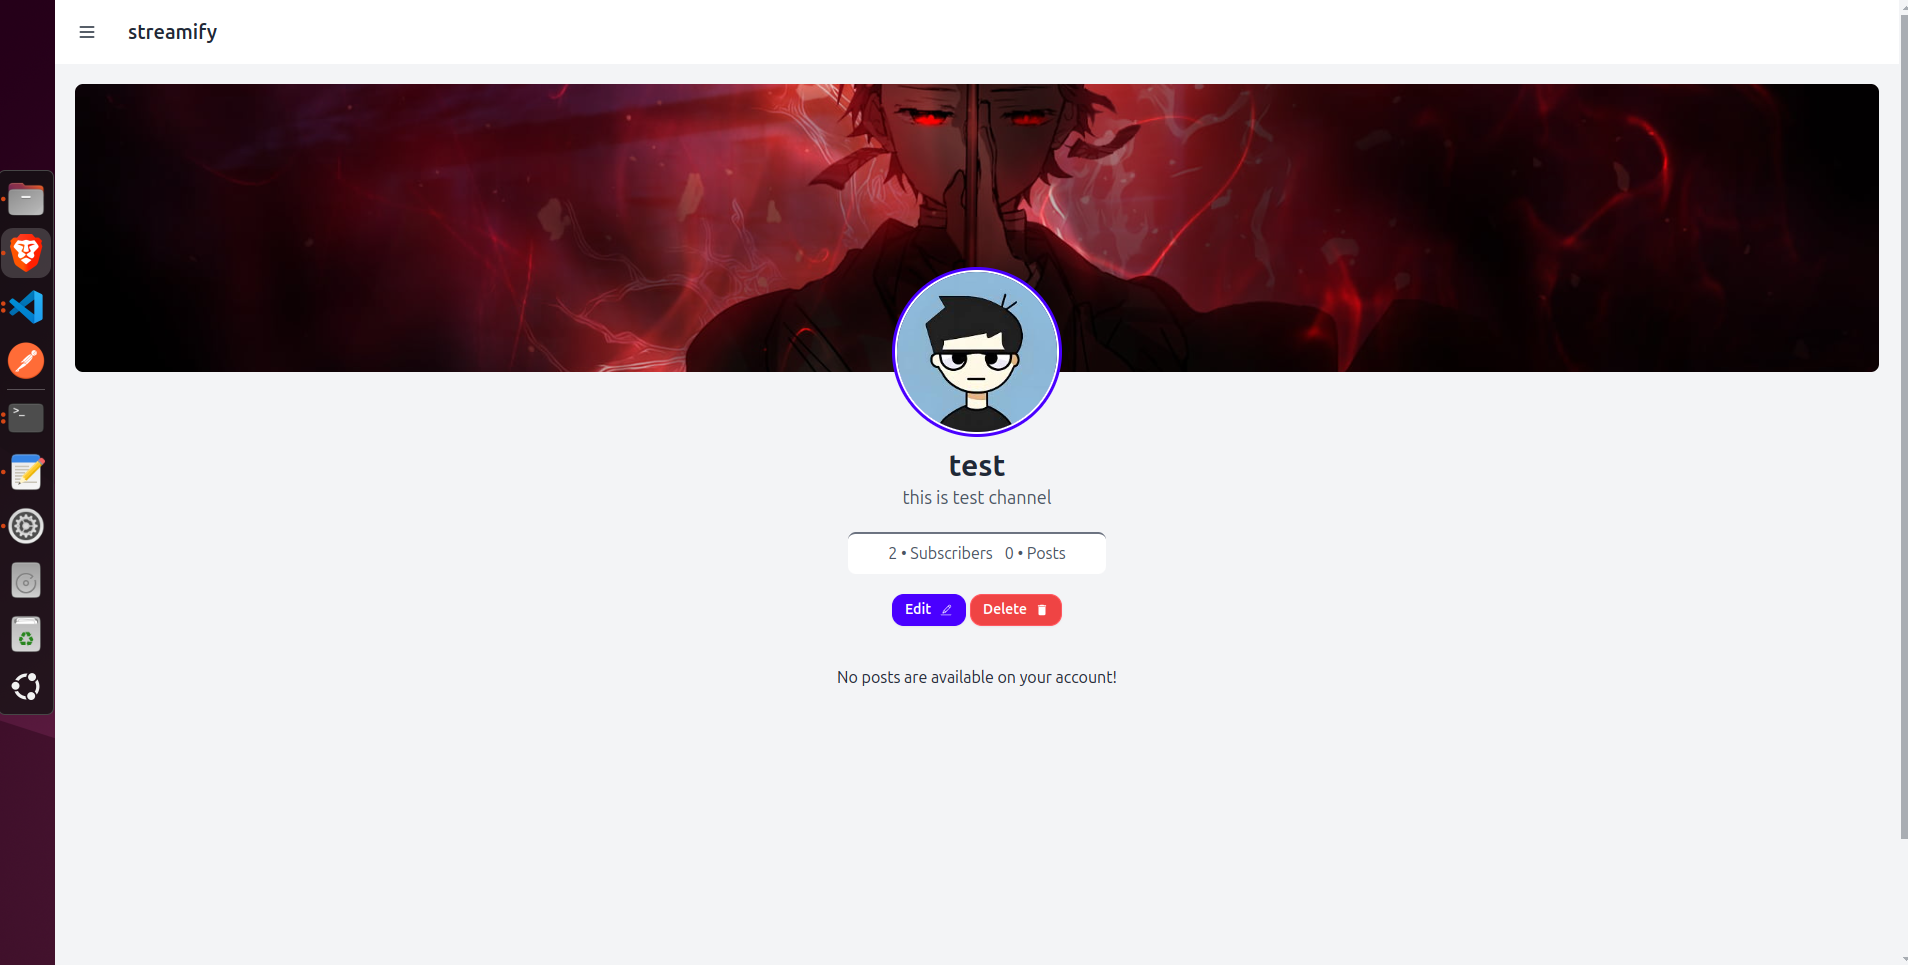 streamify
test
this is test channel
2 • Subscribers 0 • Posts
Edit Delete
No posts are available on your account!
>_